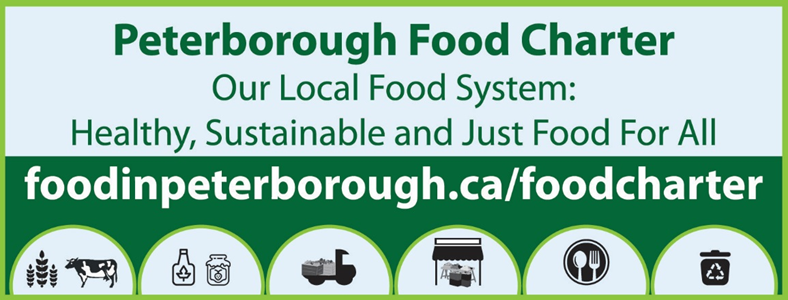 Peterborough Food Charter
Our Local Food System:
Healthy, Sustainable and Just Food For All
foodinpeterborough.ca/foodcharter